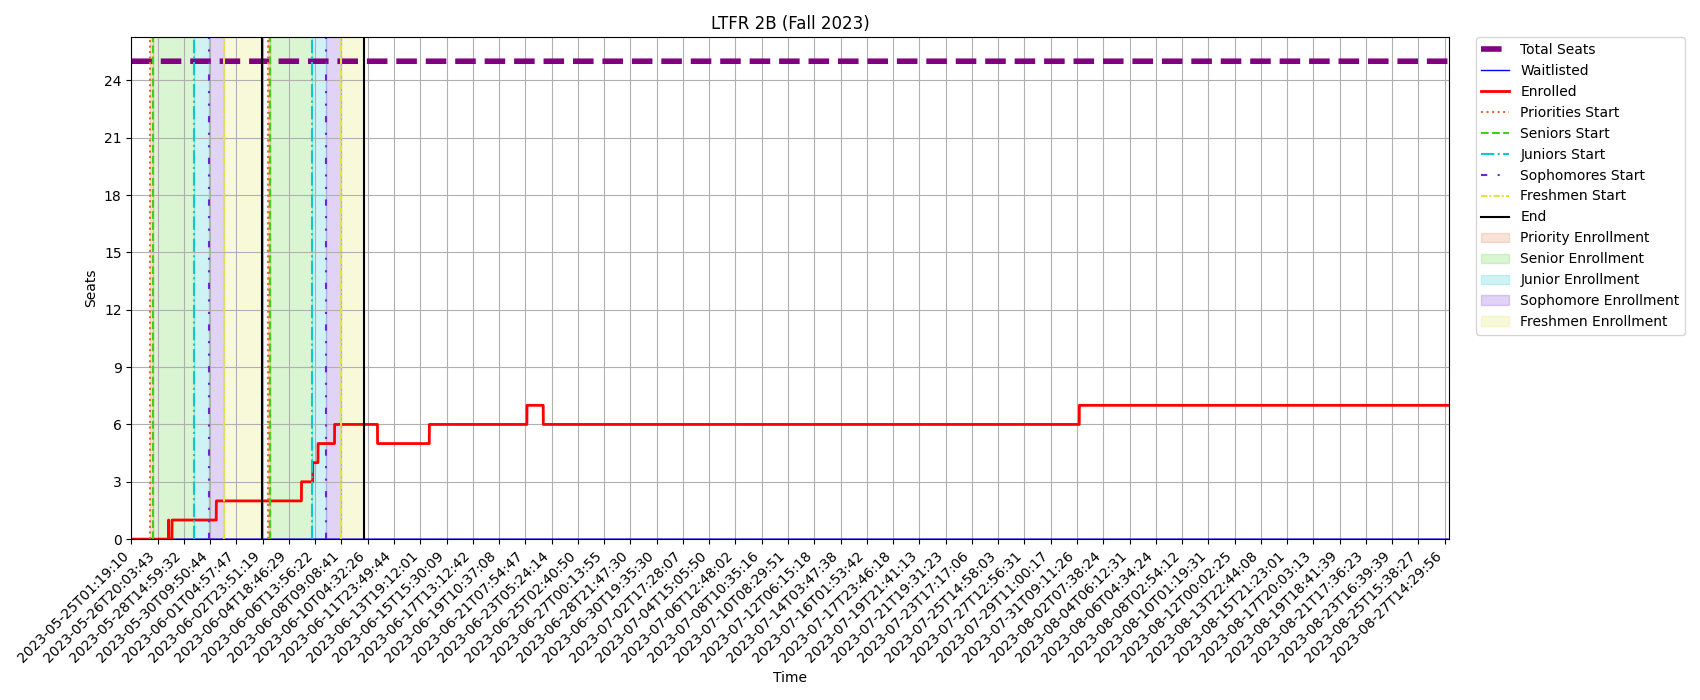 LTFR 2B (Fall 2023)
Total Seats
Waitlisted
Enrolled
Priorities Start
Seniors Start
Juniors Start
Sophomores Start
Freshmen Start
End
Priority Enrollment
Senior Enrollment
Junior Enrollment
Sophomore Enrollment
Freshmen Enrollment
Seats
24
21
18
15
12
9
6
3
0
2023-05-25T01:19:10
2023-05-26T20:03:43
2023-05-28T14:59:32
2023-05-30T09:50:44
2023-06-01T04:57:47
2023-06-02T23:51:19
2023-06-04T18:46:29
2023-06-06T13:56:22
2023-06-08T09:08:41
2023-06-10T04:32:26
2023-06-11T23:49:44
2023-06-13T19:12:01
2023-06-15T15:30:09
2023-06-17T13:12:42
2023-06-19T10:37:08
2023-06-21T07:54:47
2023-06-23T05:24:14
2023-06-25T02:40:50
2023-06-27T00:13:55
2023-06-28T21:47:30
2023-06-30T19:35:30
2023-07-02T17:28:07
2023-07-04T15:05:50
2023-07-06T12:48:02
2023-07-08T10:35:16
2023-07-10T08:29:51
2023-07-12T06:15:18
2023-07-14T03:47:38
2023-07-16T01:53:42
2023-07-17T23:46:18
2023-07-19T21:41:13
2023-07-21T19:31:23
2023-07-23T17:17:06
2023-07-25T14:58:03
2023-07-27T12:56:31
2023-07-29T11:00:17
2023-07-31T09:11:26
2023-08-02T07:38:24
2023-08-04T06:12:31
2023-08-06T04:34:24
2023-08-08T02:54:12
2023-08-10T01:19:31
2023-08-12T00:02:25
2023-08-13T22:44:08
2023-08-15T21:23:01
2023-08-17T20:03:13
2023-08-19T18:41:39
2023-08-21T17:36:23
2023-08-23T16:39:39
2023-08-25T15:38:27
2023-08-27T14:29:56
Time